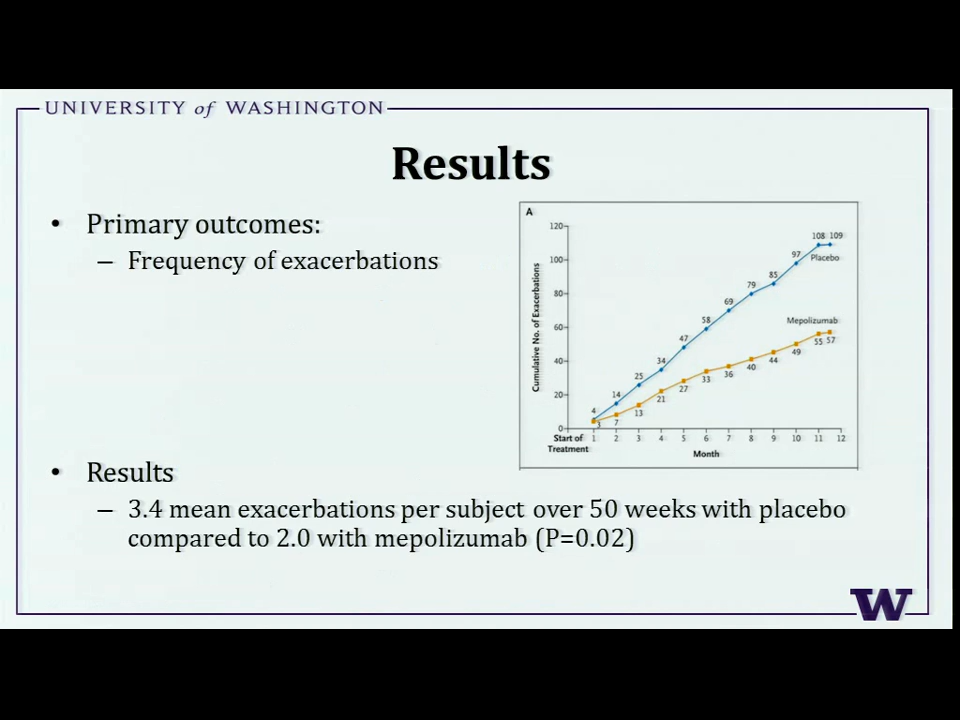 UNIVERSITY of WASHINGTON
Results
• Primary outcomes:
– Frequency of exacerbations
A
Cumulative No. of Exacerbations
120
100
80
60
40
20
0
4 14 25 34 47 58 69 79 85 97 108 109
Placebo
Mepolizumab
3 7 13 21 27 33 36 40 44 49 55 57
Start of Treatment
1 2 3 4 5 6 7 8 9 10 11 12
Month
• Results
– 3.4 mean exacerbations per subject over 50 weeks with placebo
compared to 2.0 with mepolizumab (P=0.02)
W